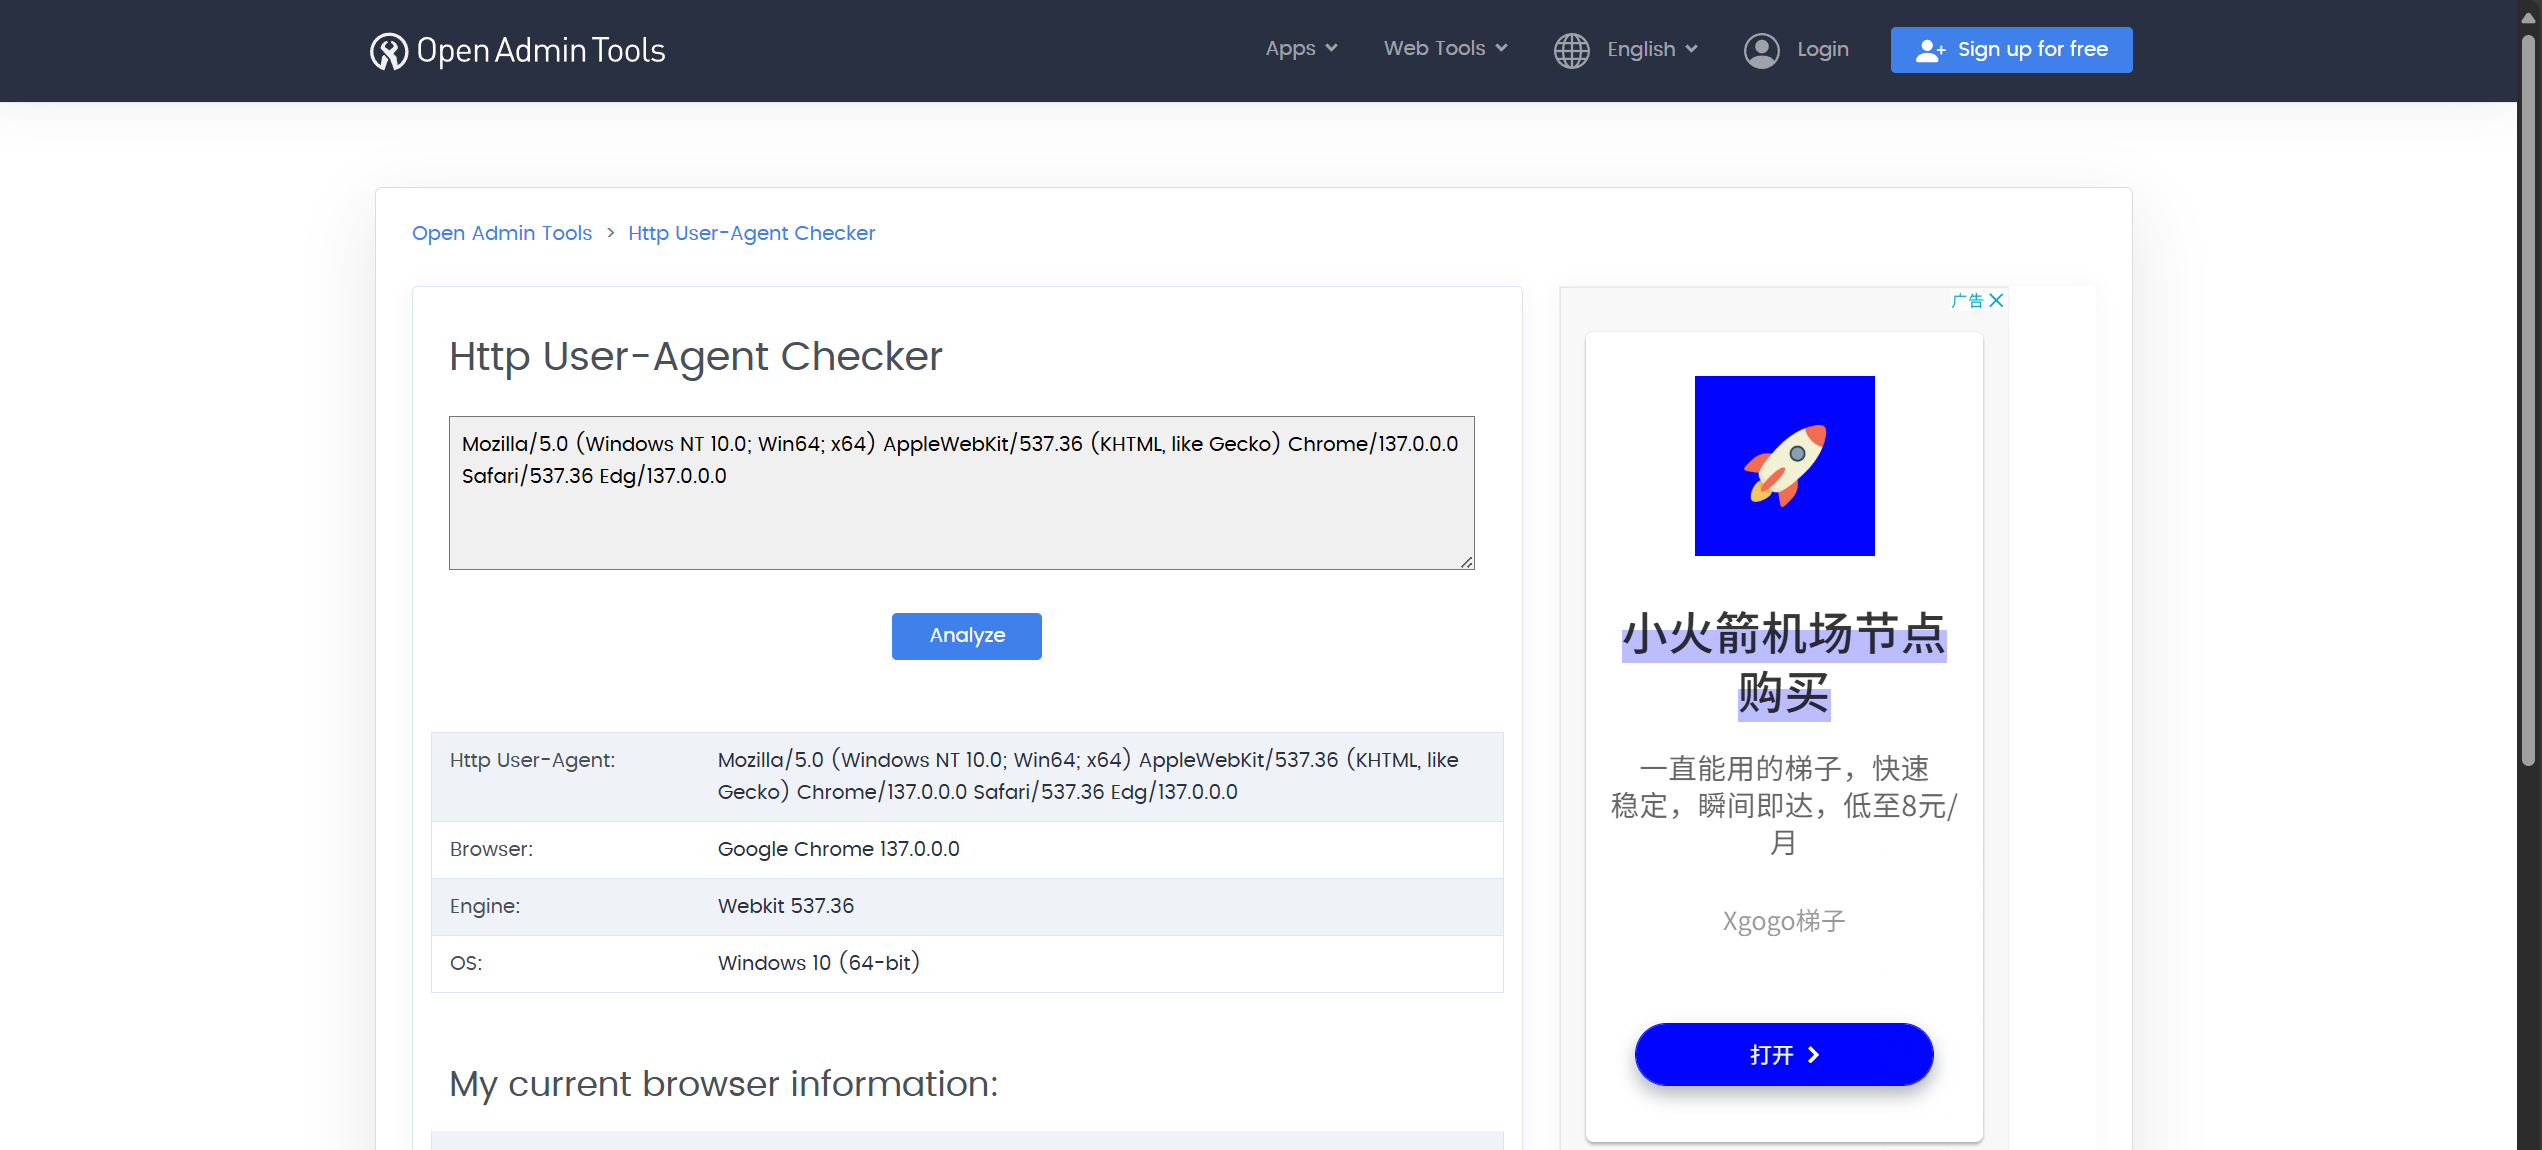 Open Admin Tools
Apps
Web Tools
English
Login
Sign up for free
Open Admin Tools > Http User-Agent Checker
Http User-Agent Checker
Mozilla/5.0 (Windows NT 10.0; Win64; x64) AppleWebKit/537.36 (KHTML, like Gecko) Chrome/137.0.0.0
Safari/537.36 Edg/137.0.0.0
Analyze
Http User-Agent: Mozilla/5.0 (Windows NT 10.0; Win64; x64) AppleWebKit/537.36 (KHTML, like
Gecko) Chrome/137.0.0.0 Safari/537.36 Edg/137.0.0.0
Browser: Google Chrome 137.0.0.0
Engine: Webkit 537.36
OS: Windows 10 (64-bit)
My current browser information:
广告
小火箭机场节点
购买
一直能用的梯子，快速
稳定，瞬间即达，低至8元/
月
Xgogo梯子
打开